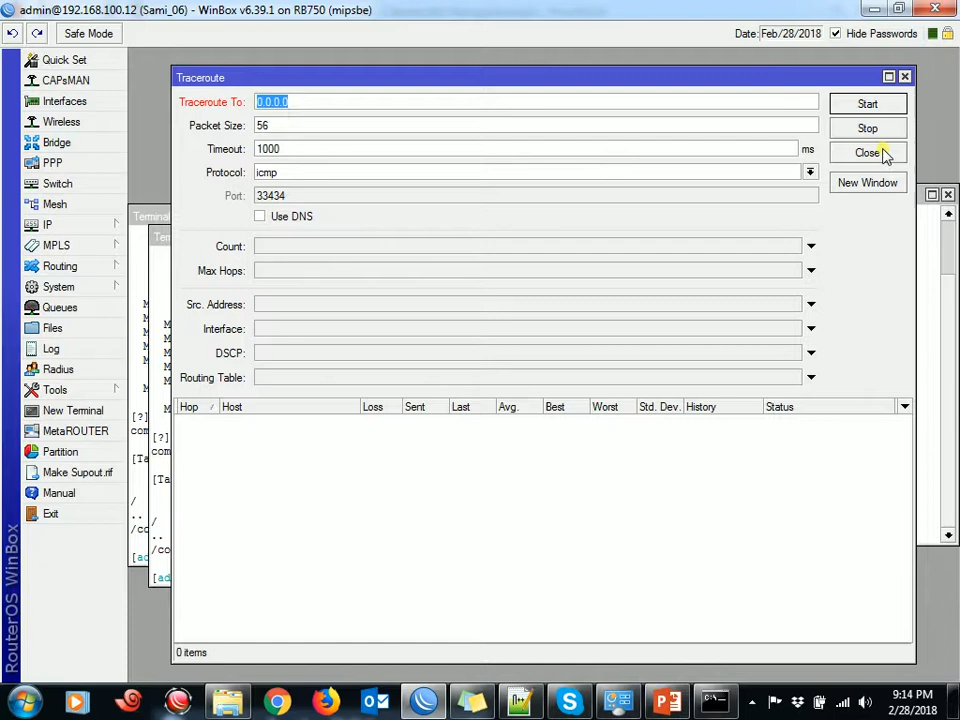 admin@192.168.100.12 (Sami_06) - WinBox v6.39.1 on RB750 (mipsbe)
Safe Mode
Date: Feb/28/2018
Hide Passwords
Quick Set
CAPsMAN
Interfaces
Wireless
Bridge
PPP
Switch
Mesh
IP
MPLS
Routing
System
Queues
Files
Log
Radius
Tools
New Terminal
MetaROUTER
Partition
Make Supout.rif
Manual
Exit
RouterOS WinBox
Terminal
Traceroute
Traceroute To: 0.0.0.0
Packet Size: 56
Timeout: 1000 ms
Protocol: icmp
Port: 33434
Use DNS
Count:
Max Hops:
Src. Address:
Interface:
DSCP:
Routing Table:
Start
Stop
Close
New Window
Hop / Host Loss Sent Last Avg. Best Worst Std. Dev. History Status
0 items
9:14 PM
2/28/2018